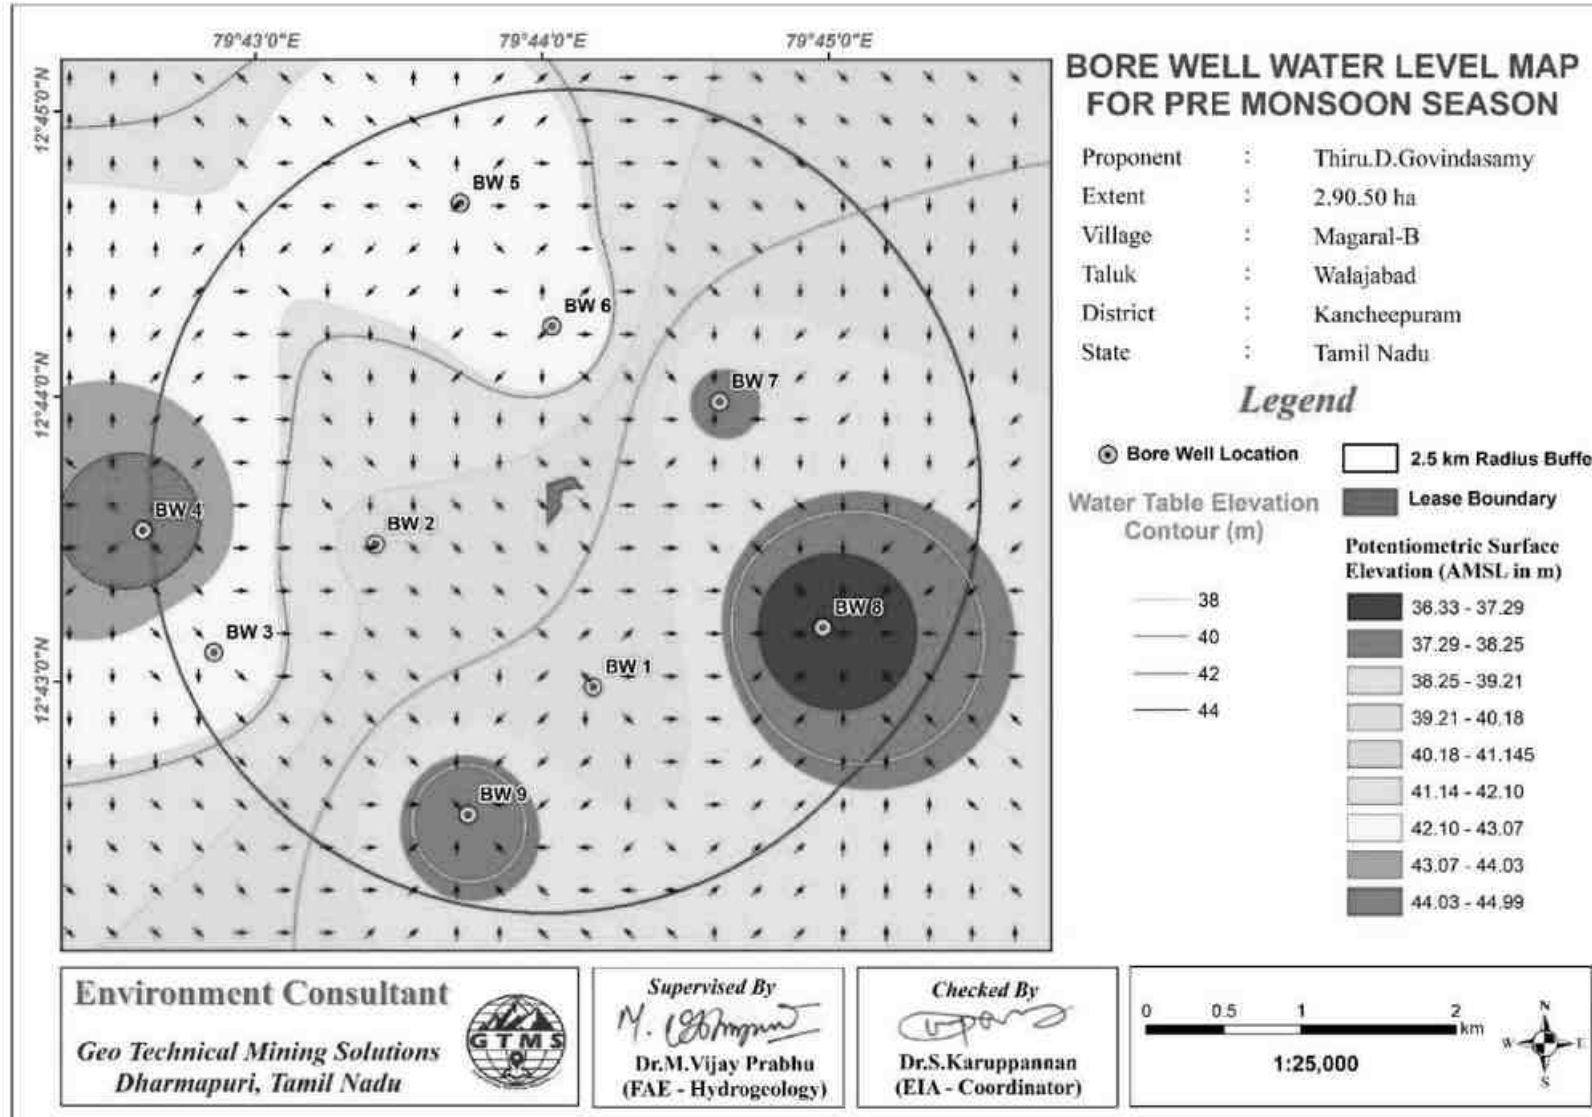 79°43'0"E
79°44'0"E
79°45'0"E
12°45'0"N
12°44'0"N
12°43'0"N
BW 5
BW 6
BW 7
BW 4
BW 2
BW 8
BW 3
BW 1
BW 9
BORE WELL WATER LEVEL MAP
FOR PRE MONSOON SEASON
Proponent : Thiru.D.Govindasamy
Extent : 2.90.50 ha
Village : Magaral-B
Taluk : Walajabad
District : Kancheepuram
State : Tamil Nadu
Legend
Bore Well Location
2.5 km Radius Buffe
Lease Boundary
Water Table Elevation
Contour (m)
38
40
42
44
Potentiometric Surface
Elevation (AMSL in m)
36.33 - 37.29
37.29 - 38.25
38.25 - 39.21
39.21 - 40.18
40.18 - 41.145
41.14 - 42.10
42.10 - 43.07
43.07 - 44.03
44.03 - 44.99
Environment Consultant
Geo Technical Mining Solutions
Dharmapuri, Tamil Nadu
GTMS
Supervised By
Dr.M.Vijay Prabhu
(FAE - Hydrogeology)
Checked By
Dr.S.Karuppannan
(EIA - Coordinator)
0 0.5 1 2
km
1:25,000
N
W E
S